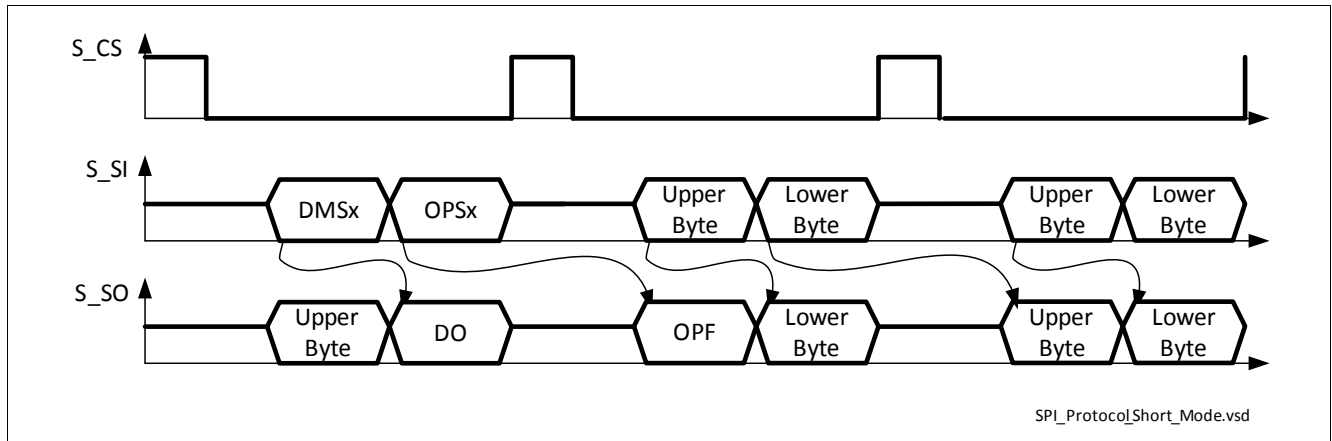 S_CS
S_SI
DMSx
OPSx
Upper
Byte
Lower
Byte
Upper
Byte
Lower
Byte
S_SO
Upper
Byte
DO
OPF
Lower
Byte
Upper
Byte
Lower
Byte
SPI_Protocol_Short_Mode.vsd